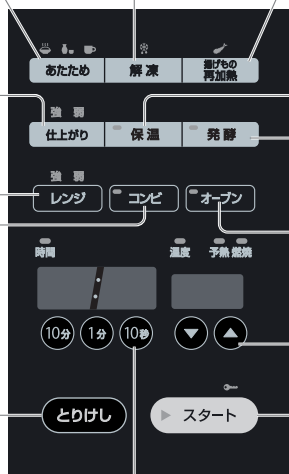 あたため 解凍 揚げもの
再加熱
強 弱
仕上がり 保温 発酵
強 弱
レンジ コンビ オーブン
時間 温度 予熱 燃焼
10分 1分 10秒 ▼ ▲
とりけし スタート